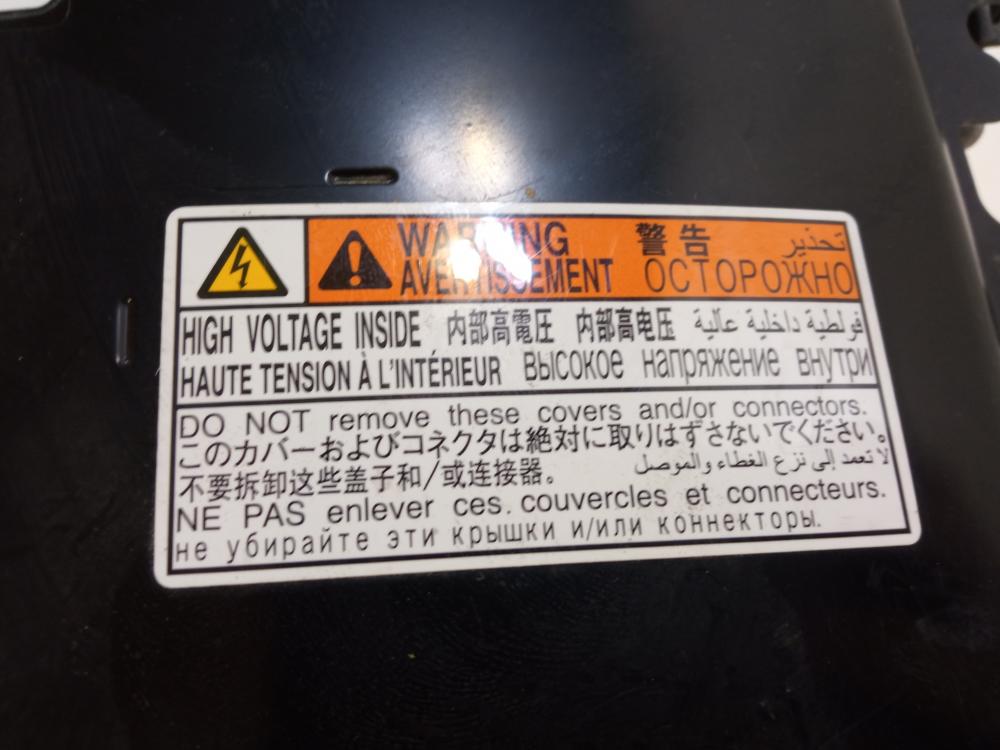 WARNING 警告 تحذير
AVERTISSEMENT ОСТОРОЖНО
HIGH VOLTAGE INSIDE 内部高電圧 内部高电压 فولطية داخلية عالية
HAUTE TENSION À L'INTÉRIEUR Высокое напряжение внутри
DO NOT remove these covers and/or connectors.
このカバーおよびコネクタは絶対に取りはずさないでください。
不要拆卸这些盖子和/或连接器。 لا تعمد إلى نزع الغطاء والموصل
NE PAS enlever ces couvercles et connecteurs.
не убирайте эти крышки и/или коннекторы.